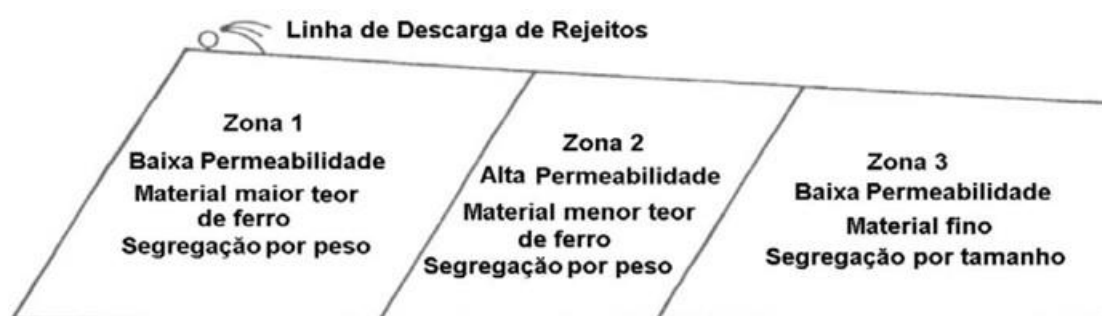 Linha de Descarga de Rejeitos
Zona 1
Baixa Permeabilidade
Material maior teor
de ferro
Segregação por peso
Zona 2
Alta Permeabilidade
Material menor teor
de ferro
Segregação por peso
Zona 3
Baixa Permeabilidade
Material fino
Segregação por tamanho